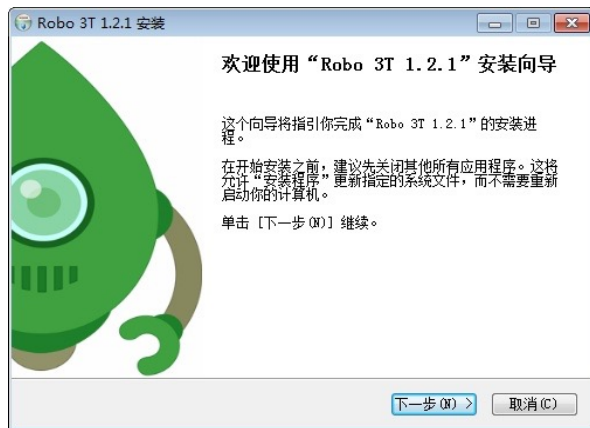 Robo 3T 1.2.1 安装
欢迎使用“Robo 3T 1.2.1”安装向导
这个向导将指引你完成“Robo 3T 1.2.1”的安装进
程。
在开始安装之前，建议先关闭其他所有应用程序。这将
允许“安装程序”更新指定的系统文件，而不需要重新
启动你的计算机。
单击 [下一步(N)] 继续。
下一步(N) >
取消(C)